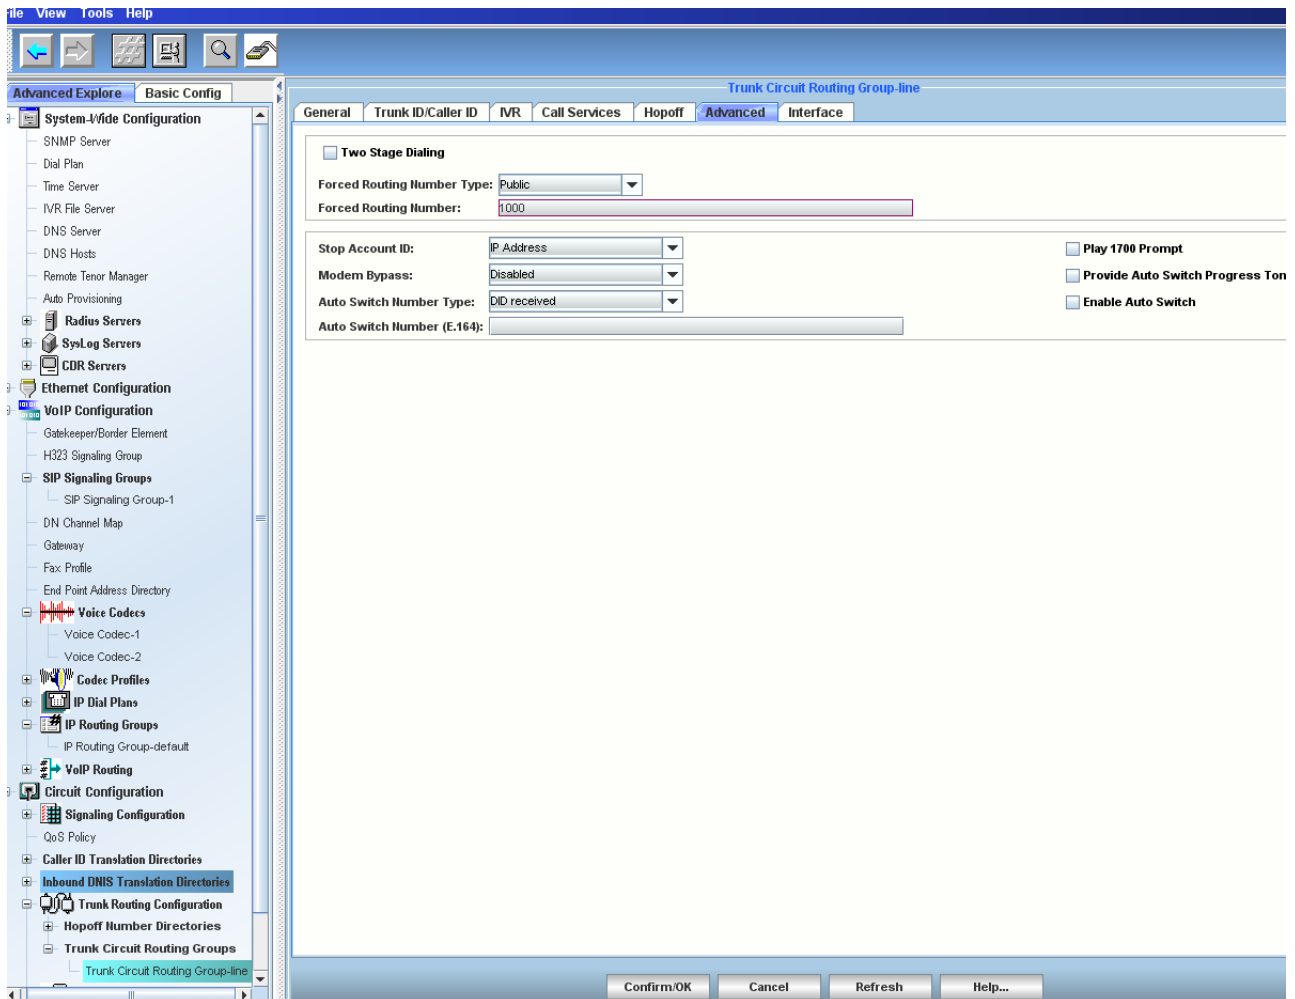 File View Tools Help
Advanced Explore Basic Config
System-Wide Configuration
SNMP Server
Dial Plan
Time Server
IVR File Server
DNS Server
DNS Hosts
Remote Tenor Manager
Auto Provisioning
Radius Servers
SysLog Servers
CDR Servers
Ethernet Configuration
VoIP Configuration
Gatekeeper/Border Element
H323 Signaling Group
SIP Signaling Groups
SIP Signaling Group-1
DN Channel Map
Gateway
Fax Profile
End Point Address Directory
Voice Codecs
Voice Codec-1
Voice Codec-2
Codec Profiles
IP Dial Plans
IP Routing Groups
IP Routing Group-default
VoIP Routing
Circuit Configuration
Signaling Configuration
QoS Policy
Caller ID Translation Directories
Inbound DNIS Translation Directories
Trunk Routing Configuration
Hopoff Number Directories
Trunk Circuit Routing Groups
Trunk Circuit Routing Group-line
Trunk Circuit Routing Group-line
General Trunk ID/Caller ID IVR Call Services Hopoff Advanced Interface
Two Stage Dialing
Forced Routing Number Type: Public
Forced Routing Number: 1000
Stop Account ID: IP Address Play 1700 Prompt
Modem Bypass: Disabled Provide Auto Switch Progress Ton
Auto Switch Number Type: DID received Enable Auto Switch
Auto Switch Number (E.164):
Confirm/OK Cancel Refresh Help...